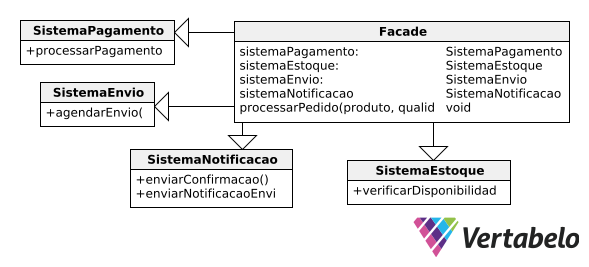 SistemaPagamento
+processarPagamento
Facade
sistemaPagamento: SistemaPagamento
sistemaEstoque: SistemaEstoque
sistemaEnvio: SistemaEnvio
sistemaNotificacao SistemaNotificacao
processarPedido(produto, qualid void
SistemaEnvio
+agendarEnvio(
SistemaNotificacao
+enviarConfirmacao()
+enviarNotificacaoEnvi
SistemaEstoque
+verificarDisponibilidad
Vertabelo